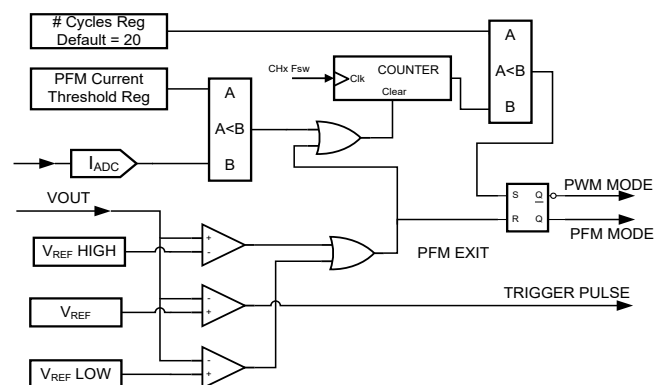 # Cycles Reg
Default = 20
A
A<B
B
CHx Fsw
Clk
COUNTER
Clear
PFM Current
Threshold Reg
A
A<B
B
IADC
VOUT
S
Q
R
Q
PWM MODE
PFM MODE
VREF HIGH
+
-
PFM EXIT
VREF
-
+
TRIGGER PULSE
VREF LOW
-
+